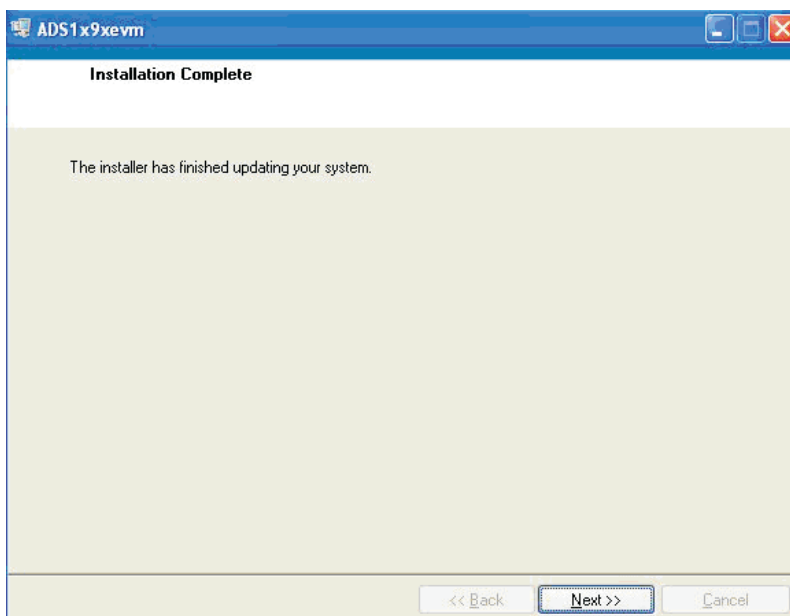 ADS1x9xevm
Installation Complete
The installer has finished updating your system.
<< Back Next >> Cancel